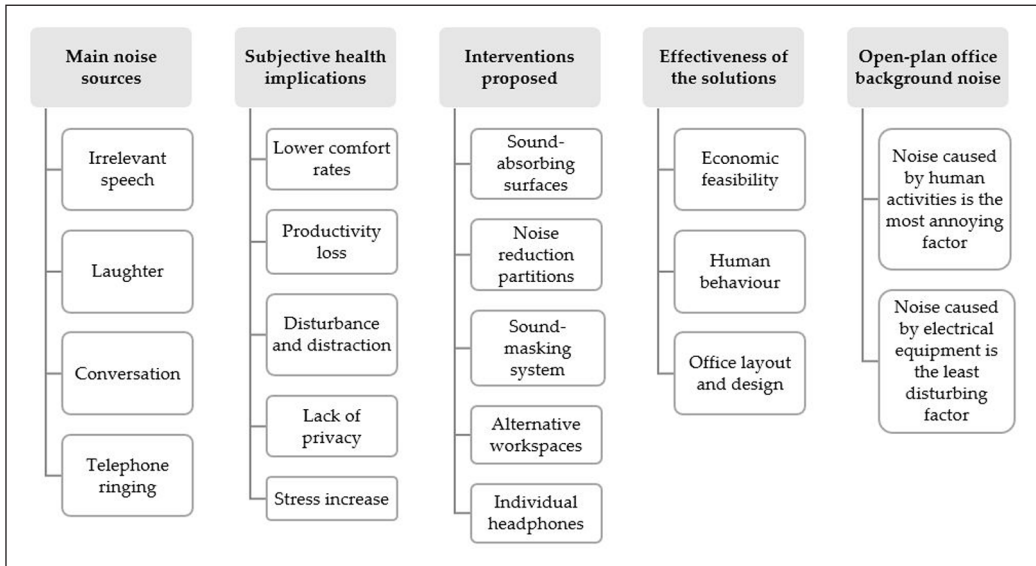 Main noise
sources
Irrelevant
speech
Laughter
Conversation
Telephone
ringing
Subjective health
implications
Lower comfort
rates
Productivity
loss
Disturbance
and distraction
Lack of
privacy
Stress increase
Interventions
proposed
Sound-
absorbing
surfaces
Noise
reduction
partitions
Sound-
masking
system
Alternative
workspaces
Individual
headphones
Effectiveness of
the solutions
Economic
feasibility
Human
behaviour
Office layout
and design
Open-plan office
background noise
Noise caused
by human
activities is the
most annoying
factor
Noise caused
by electrical
equipment is
the least
disturbing
factor